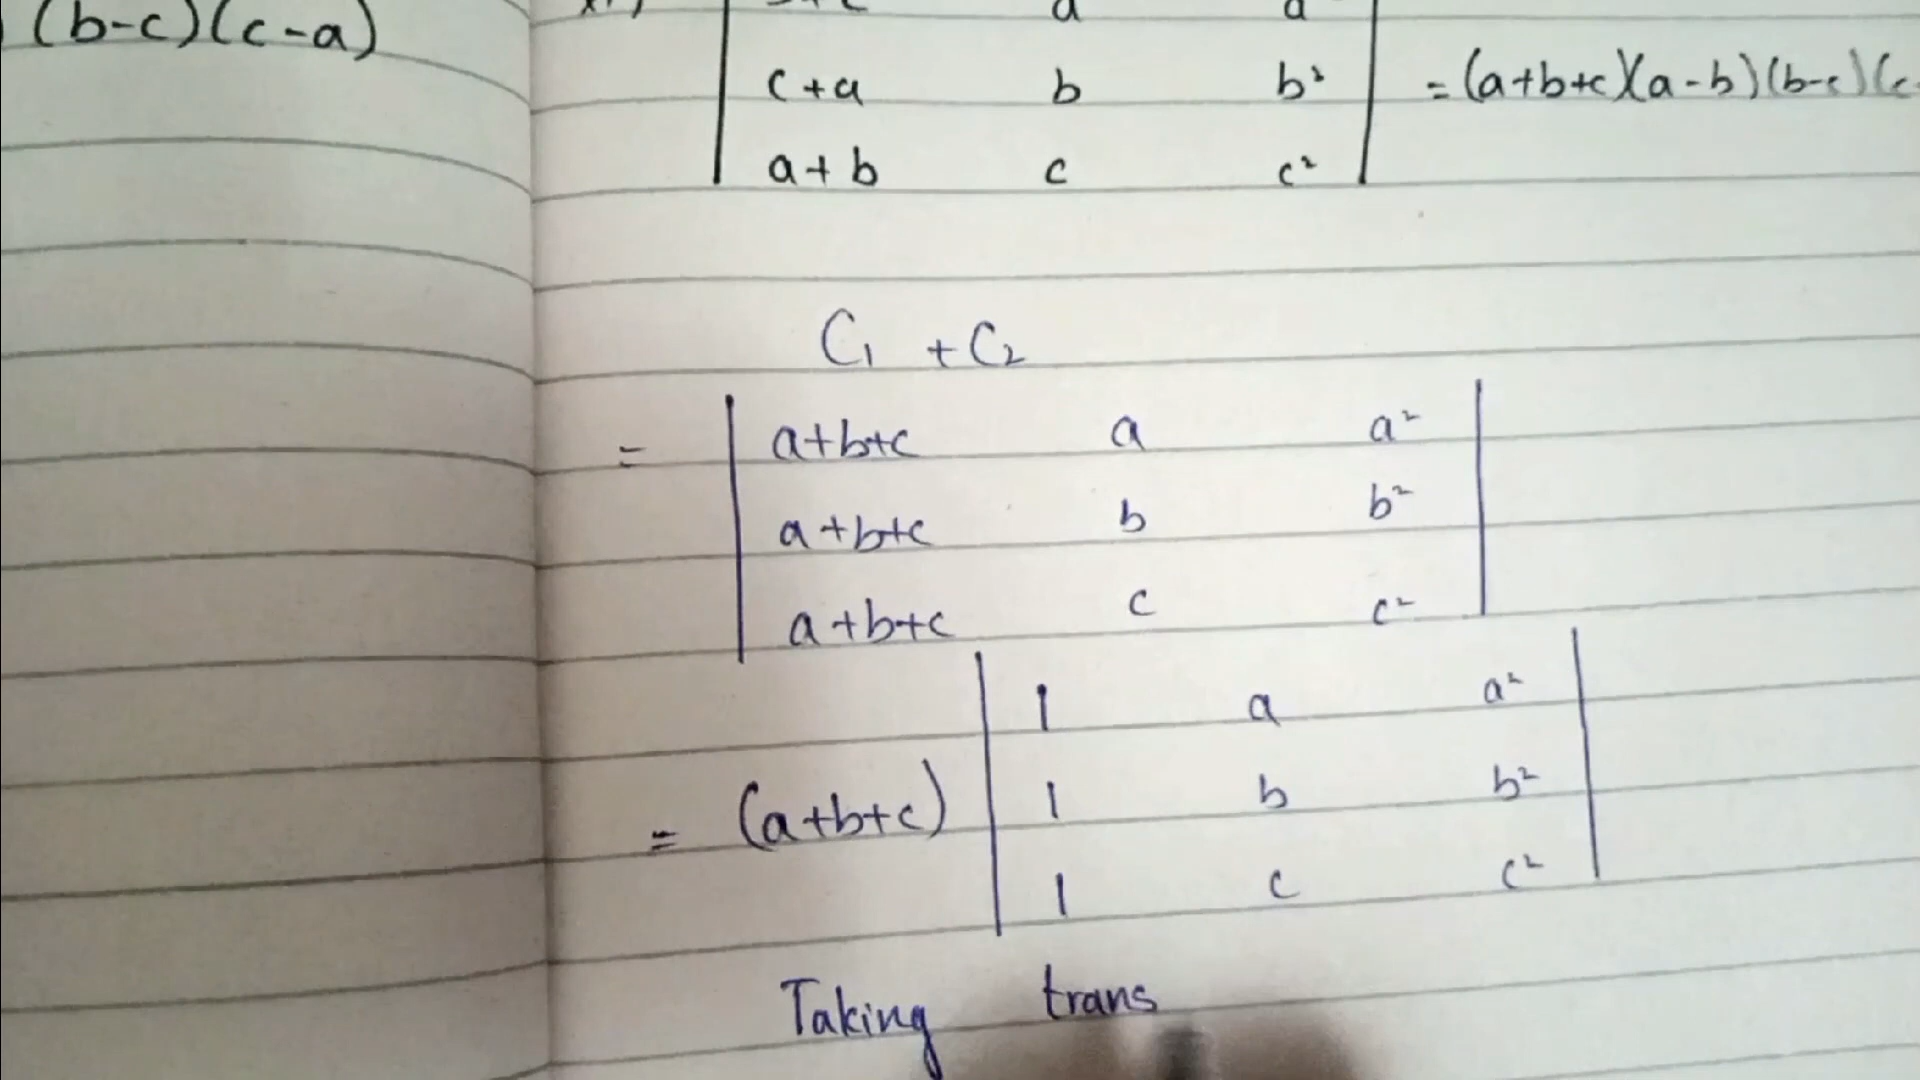 (b-c)(c-a)
a a
c+a b b² = (a+b+c)(a-b)(b-c)(c-
a+b c c²
C₁ + C₂
= | a+b+c a a² |
| a+b+c b b² |
| a+b+c c c² |
| 1 a a² |
= (a+b+c) | 1 b b² |
| 1 c c² |
Taking trans